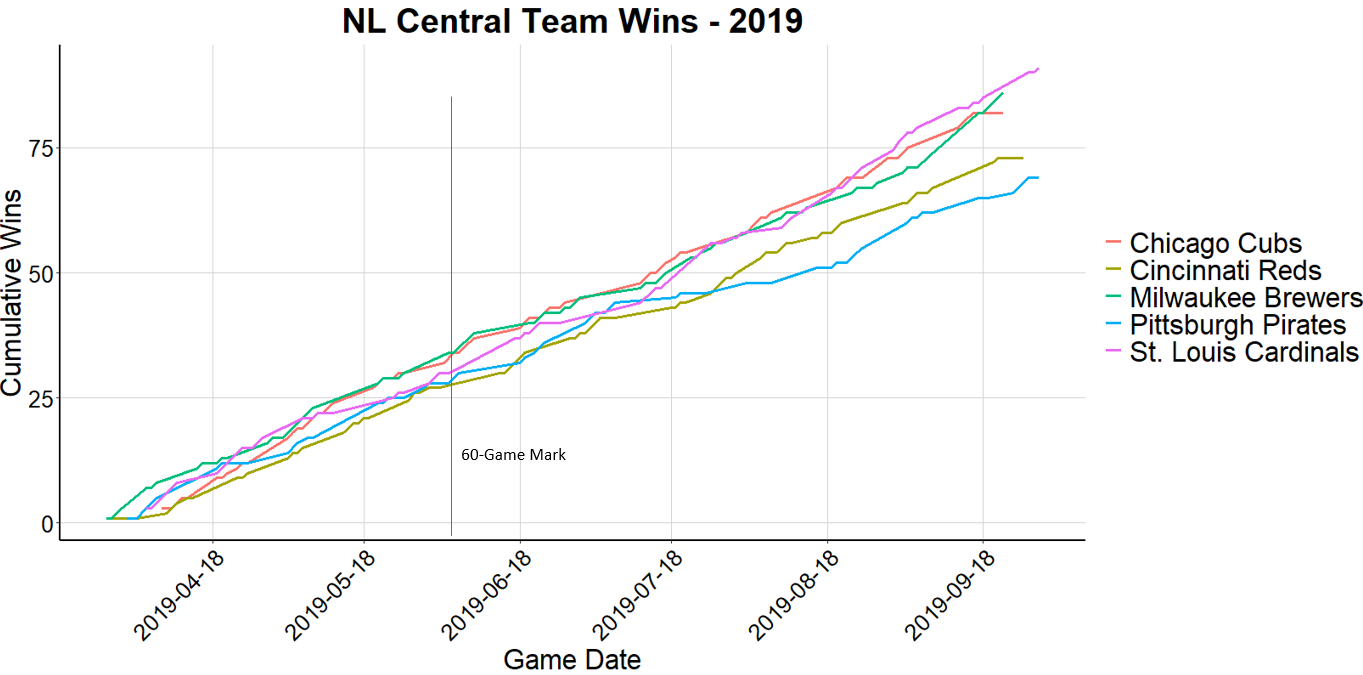 NL Central Team Wins - 2019
Cumulative Wins
75
50
25
0
60-Game Mark
2019-04-18
2019-05-18
2019-06-18
2019-07-18
2019-08-18
2019-09-18
Game Date
Chicago Cubs
Cincinnati Reds
Milwaukee Brewers
Pittsburgh Pirates
St. Louis Cardinals